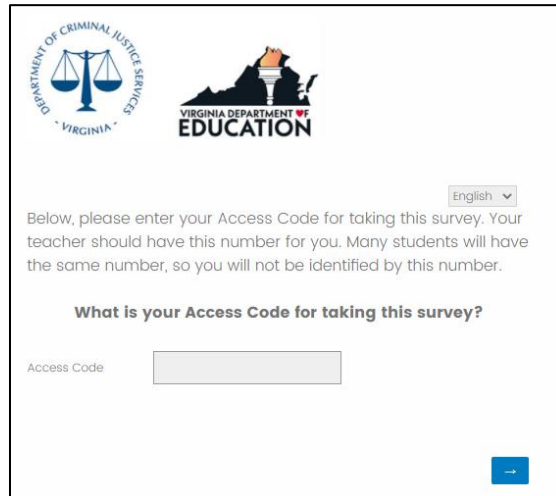 DEPARTMENT OF CRIMINAL JUSTICE SERVICES
· VIRGINIA ·
VIRGINIA DEPARTMENT OF
EDUCATION
English
Below, please enter your Access Code for taking this survey. Your
teacher should have this number for you. Many students will have
the same number, so you will not be identified by this number.
What is your Access Code for taking this survey?
Access Code
→